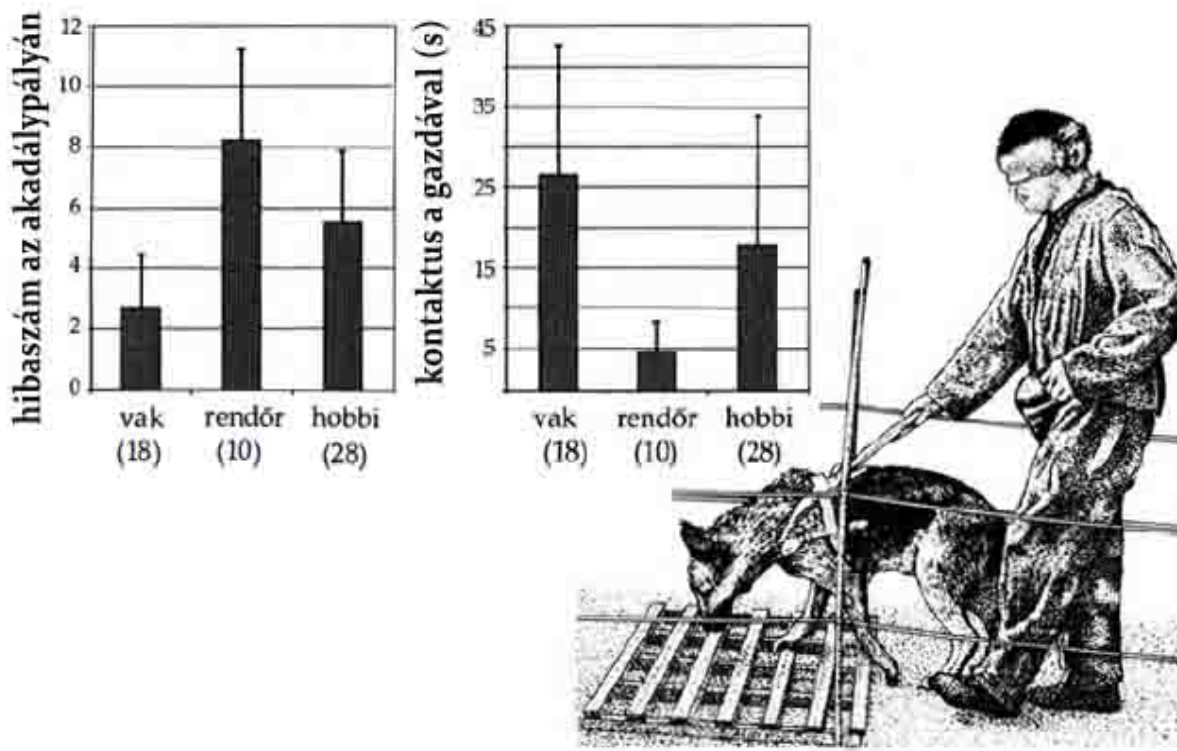 hibaszám az akadálypályán
12
10
8
6
4
2
0
vak
(18)
rendőr
(10)
hobbi
(28)
kontaktus a gazdával (s)
45
35
25
15
5
vak
(18)
rendőr
(10)
hobbi
(28)